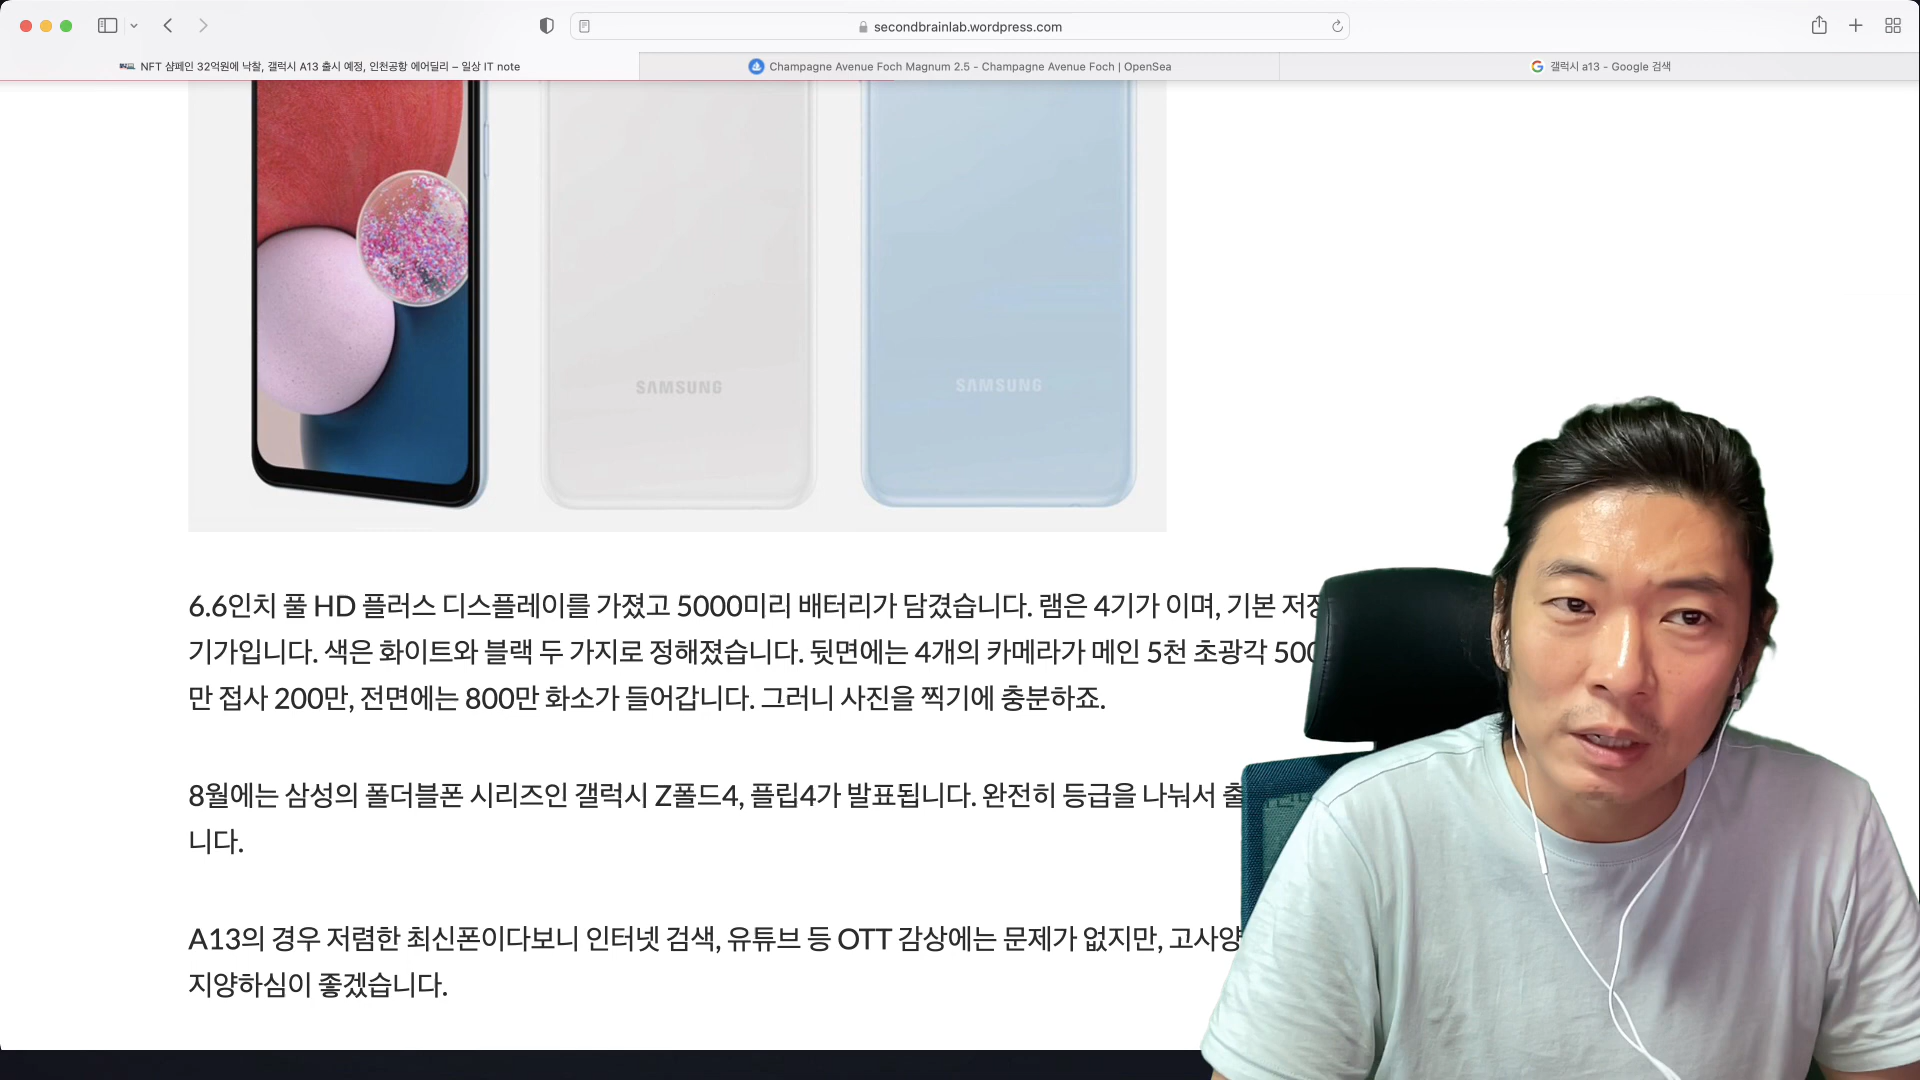 secondbrainlab.wordpress.com
NFT 샴페인 32억원에 낙찰, 갤럭시 A13 출시 예정, 인천공항 에어딜리 – 일상 IT note
Champagne Avenue Foch Magnum 2.5 - Champagne Avenue Foch | OpenSea
갤럭시 a13 - Google 검색
SAMSUNG
SAMSUNG
6.6인치 풀 HD 플러스 디스플레이를 가졌고 5000미리 배터리가 담겼습니다. 램은 4기가 이며, 기본 저장
기가입니다. 색은 화이트와 블랙 두 가지로 정해졌습니다. 뒷면에는 4개의 카메라가 메인 5천 초광각 500
만 접사 200만, 전면에는 800만 화소가 들어갑니다. 그러니 사진을 찍기에 충분하죠.
8월에는 삼성의 폴더블폰 시리즈인 갤럭시 Z폴드4, 플립4가 발표됩니다. 완전히 등급을 나눠서 출
니다.
A13의 경우 저렴한 최신폰이다보니 인터넷 검색, 유튜브 등 OTT 감상에는 문제가 없지만, 고사양
지양하심이 좋겠습니다.